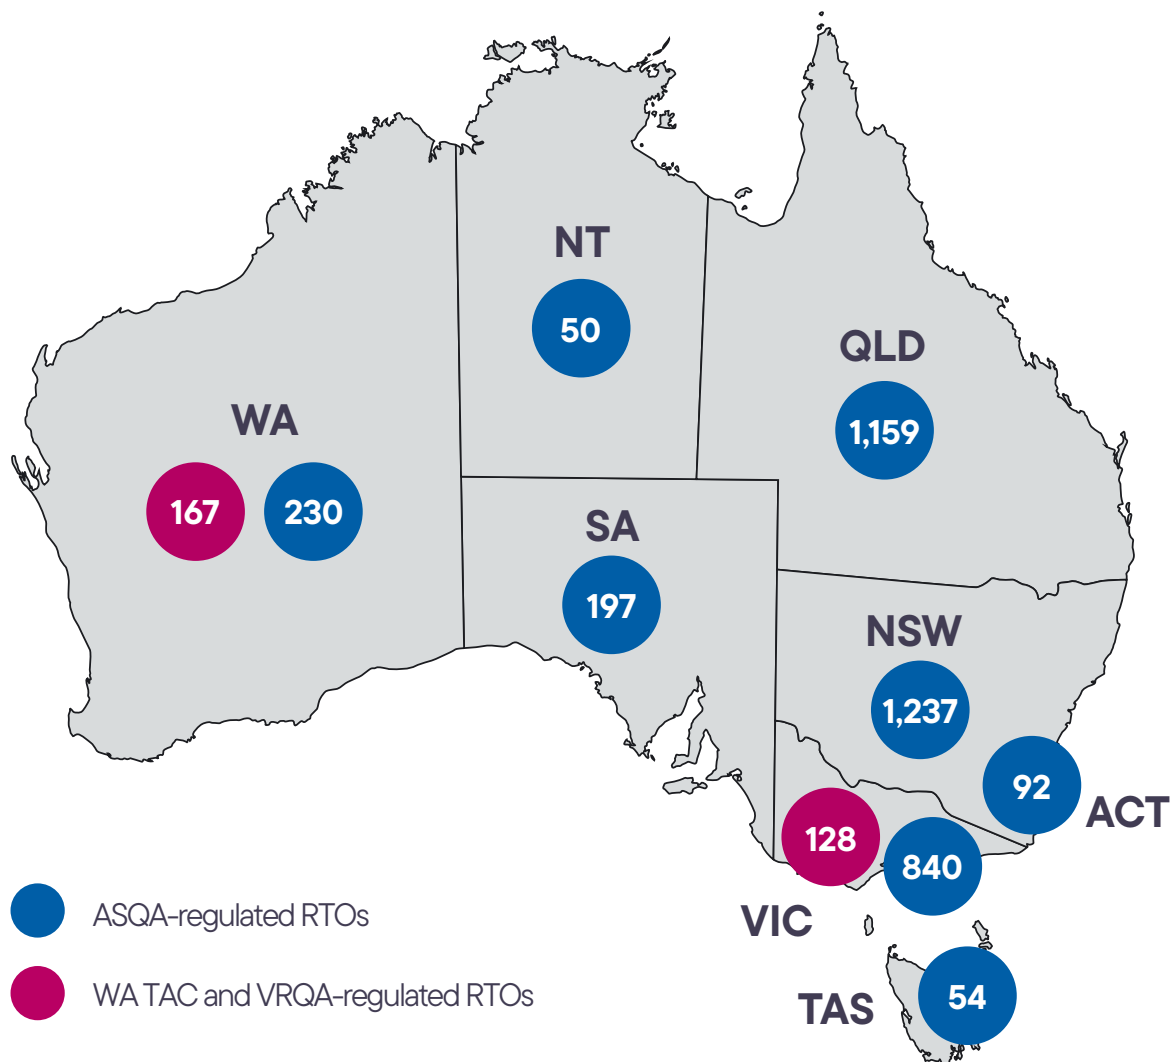 NT
50
QLD
1,159
WA
167
230
SA
197
NSW
1,237
92
ACT
128
840
VIC
ASQA-regulated RTOs
WA TAC and VRQA-regulated RTOs
TAS
54